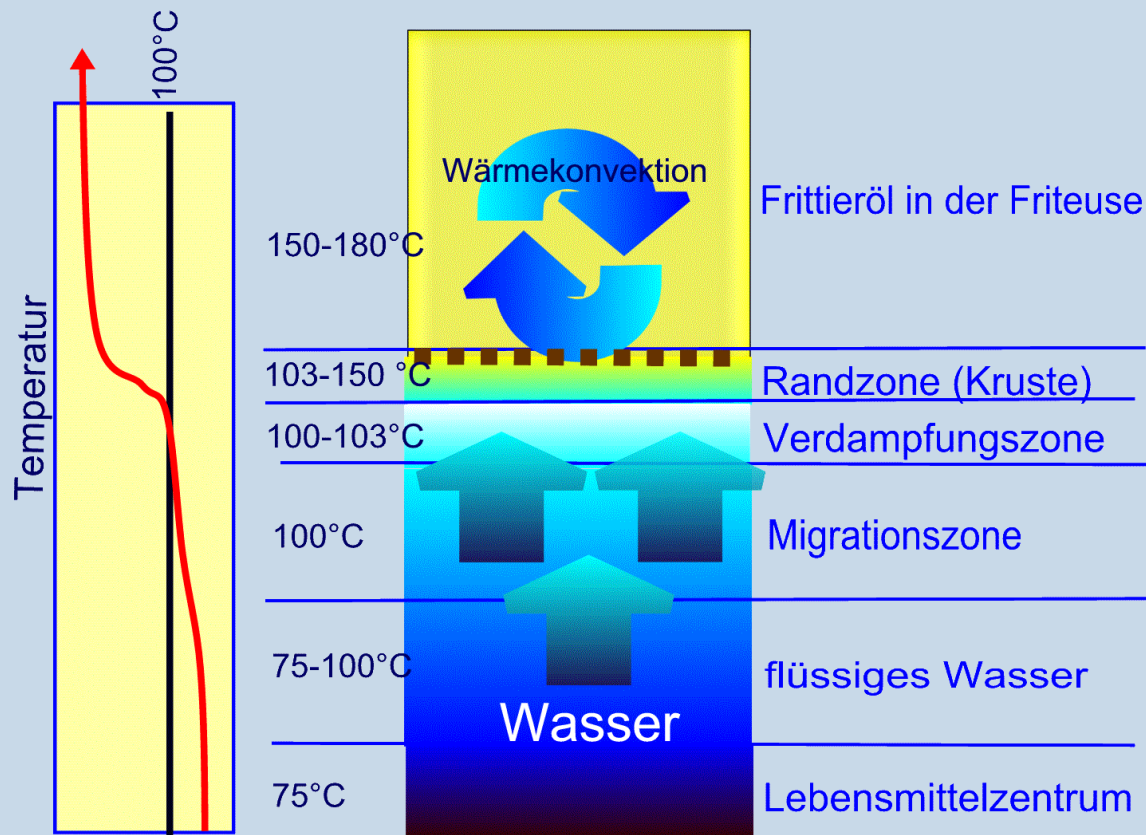 100°C
Temperatur
Wärmekonvektion
150-180°C
Frittieröl in der Friteuse
103-150 °C
Randzone (Kruste)
100-103°C
Verdampfungszone
100°C
Migrationszone
75-100°C
flüssiges Wasser
Wasser
75°C
Lebensmittelzentrum